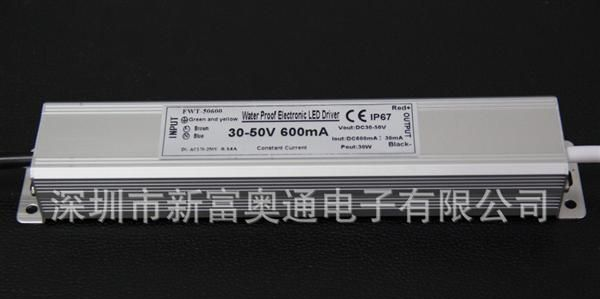 FWT-50600
INPUT
Green and yellow
Brown
Blue
Water Proof Electronic LED Driver
30-50V 600mA
Constant Current
CE IP67
Vout:DC30-50V
Iout:DC600mA ± 30mA
Pout:30W
Red+
OUTPUT
Black-
深圳市新富奥通电子有限公司